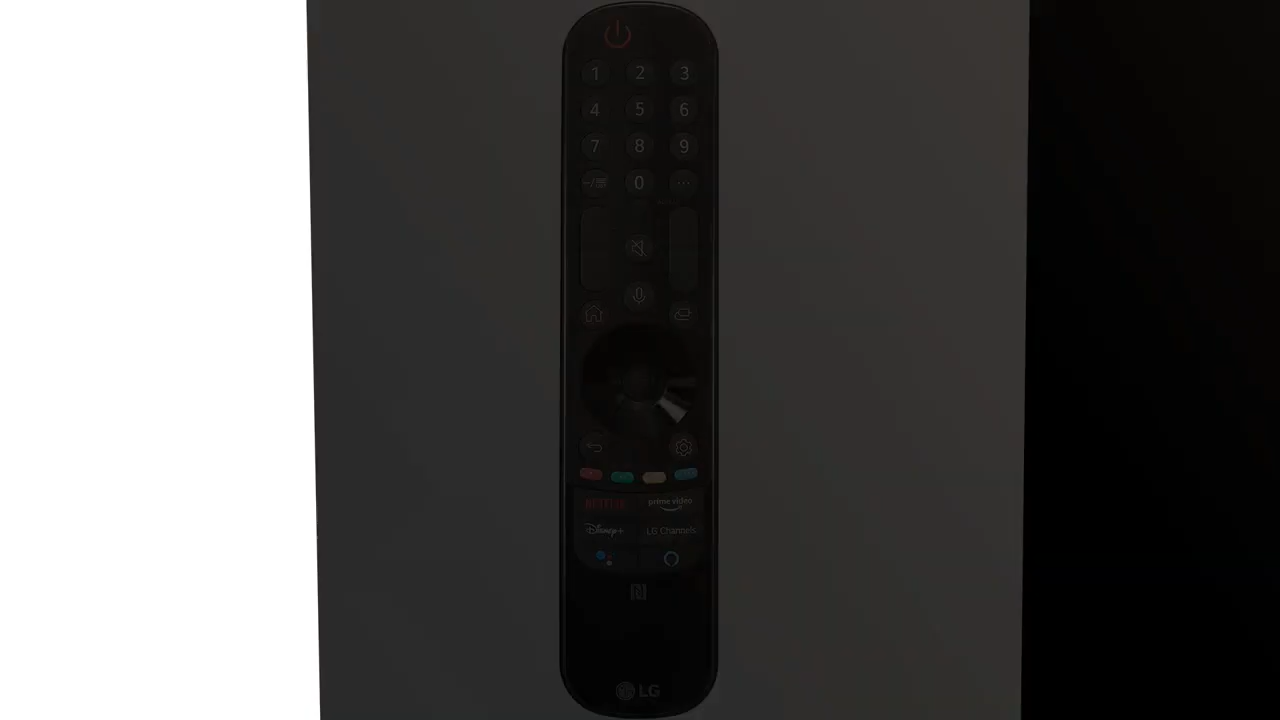 1 2 3
4 5 6
7 8 9
-/ 0 ...
NETFLIX prime video
Disney+ LG Channels
N
LG